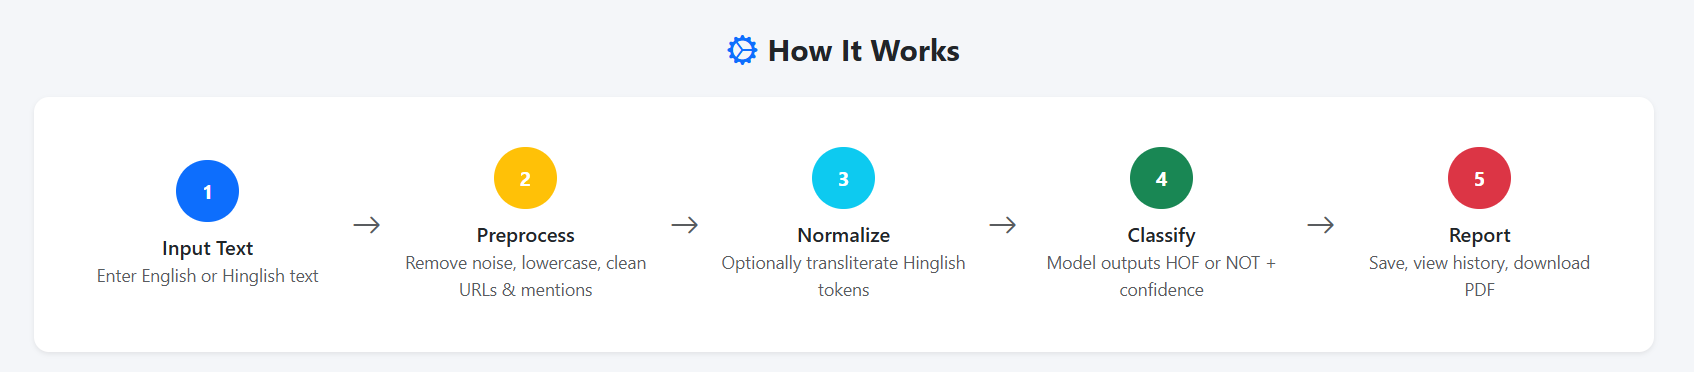 How It Works
1
Input Text
Enter English or Hinglish text
2
Preprocess
Remove noise, lowercase, clean
URLs & mentions
3
Normalize
Optionally transliterate Hinglish
tokens
4
Classify
Model outputs HOF or NOT +
confidence
5
Report
Save, view history, download
PDF